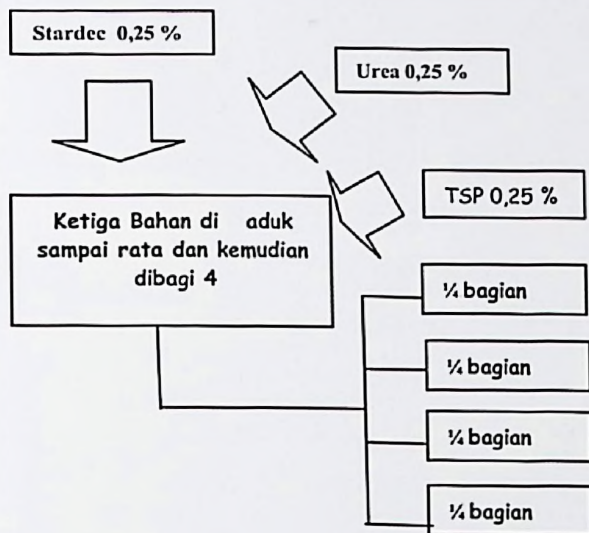 Stardec 0,25 %
Urea 0,25 %
TSP 0,25 %
Ketiga Bahan di aduk
sampai rata dan kemudian
dibagi 4
¼ bagian
¼ bagian
¼ bagian
¼ bagian